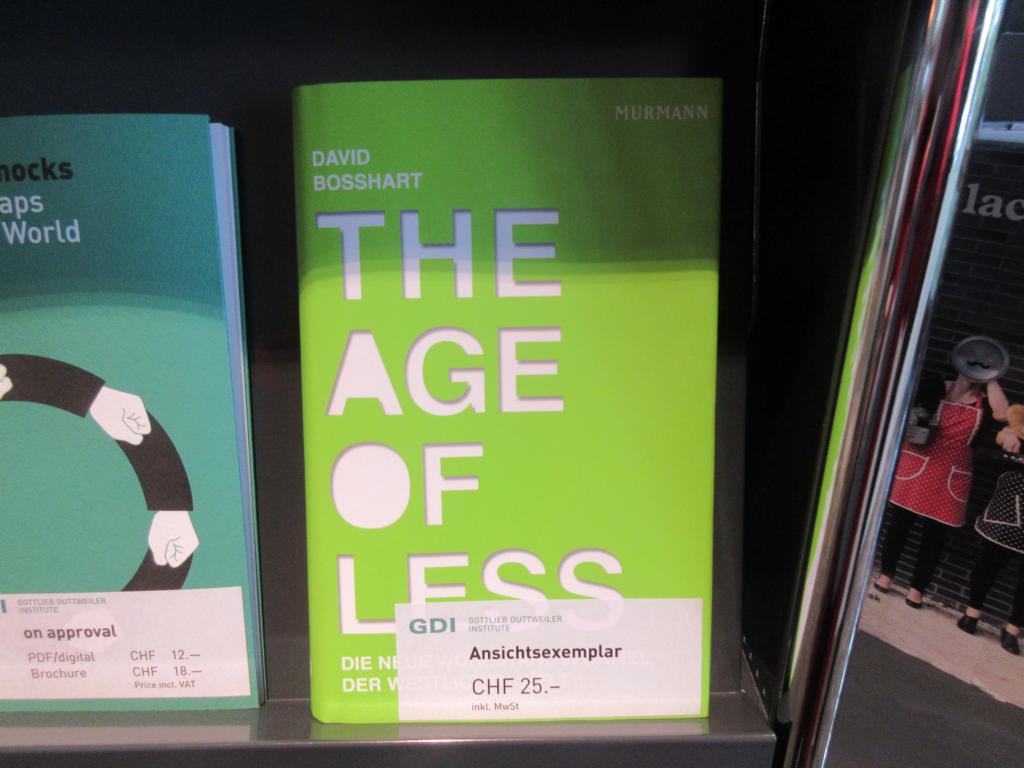 nocks
aps
World
GOTTLIEB DUTTWEILER
INSTITUTE
on approval
PDF/digital CHF 12.—
Brochure CHF 18.—
Price incl. VAT
MURMANN
DAVID
BOSSHART
THE
AGE
OF
LESS
DIE NEUE
DER WESTLICHEN WELT
GDI GOTTLIEB DUTTWEILER
INSTITUTE
Ansichtsexemplar
CHF 25.–
inkl. MwSt
lac